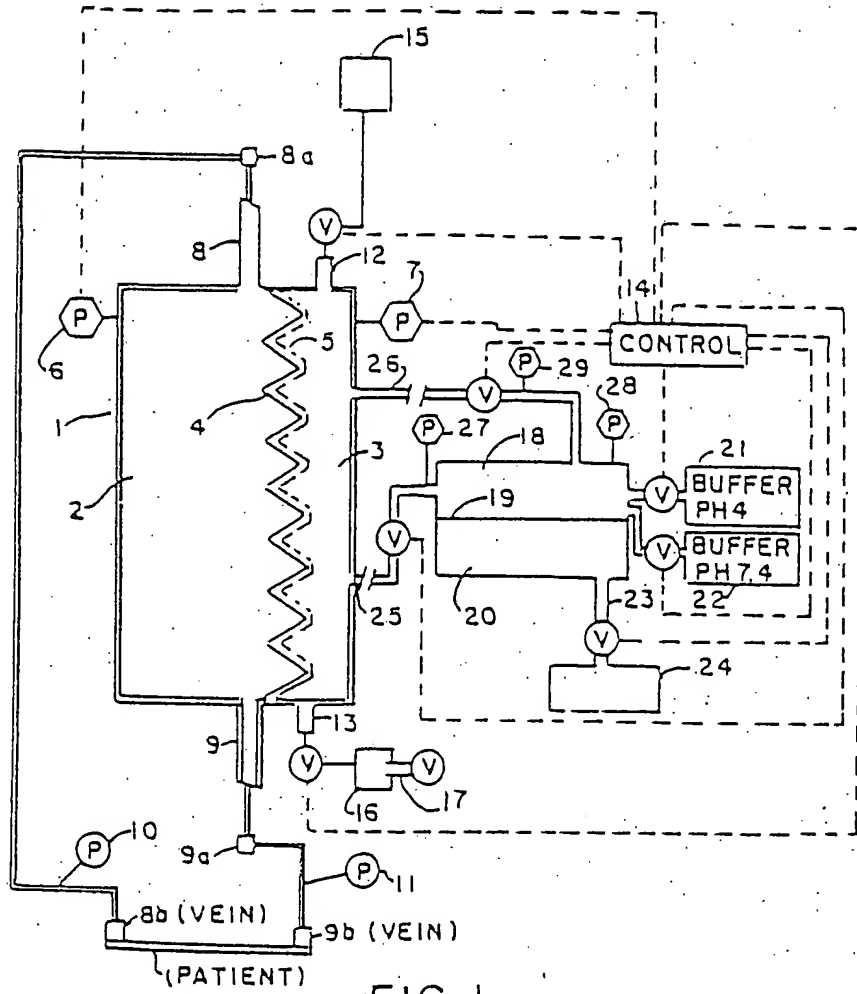 15
8a
V
8
12
7
14
P
6
P
CONTROL
5
26
29
P
28
V
P
4
27
P
1
3
18
21
BUFFER
PH4
V
2
19
V
BUFFER
PH7,4
22
V
25
20
23
V
24
13
9
V
16
17
V
10
P
9a
P
11
8b (VEIN)
9b (VEIN)
(PATIENT)
FIG. 1